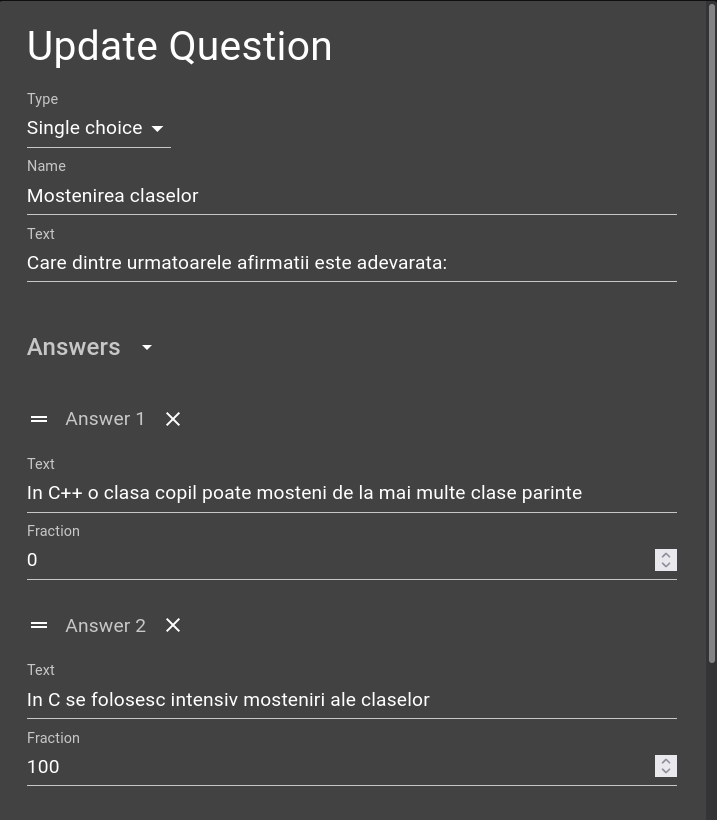 Update Question
Type
Single choice
Name
Mostenirea claselor
Text
Care dintre urmatoarele afirmatii este adevarata:
Answers
Answer 1
Text
In C++ o clasa copil poate mosteni de la mai multe clase parinte
Fraction
0
Answer 2
Text
In C se folosesc intensiv mosteniri ale claselor
Fraction
100